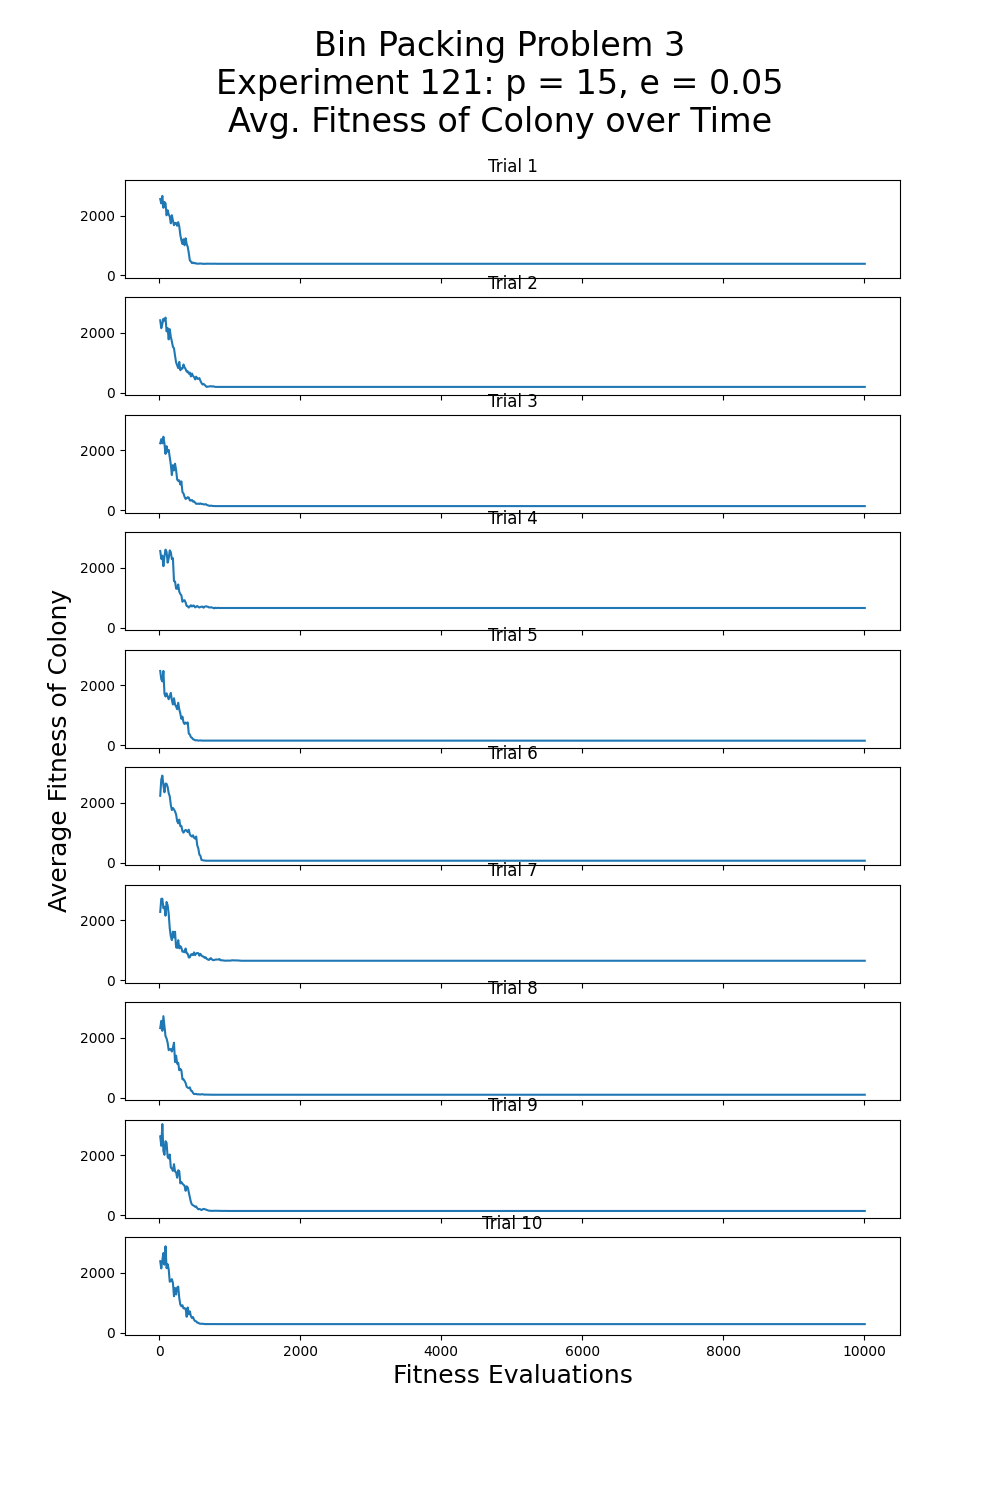 Bin Packing Problem 3
Experiment 121: p = 15, e = 0.05
Avg. Fitness of Colony over Time
Trial 1
2000
0
Trial 2
2000
0
Trial 3
2000
0
Trial 4
2000
0
Trial 5
2000
0
Trial 6
2000
0
Trial 7
2000
0
Trial 8
2000
0
Trial 9
2000
0
Trial 10
2000
0
0 2000 4000 6000 8000 10000
Fitness Evaluations
Average Fitness of Colony